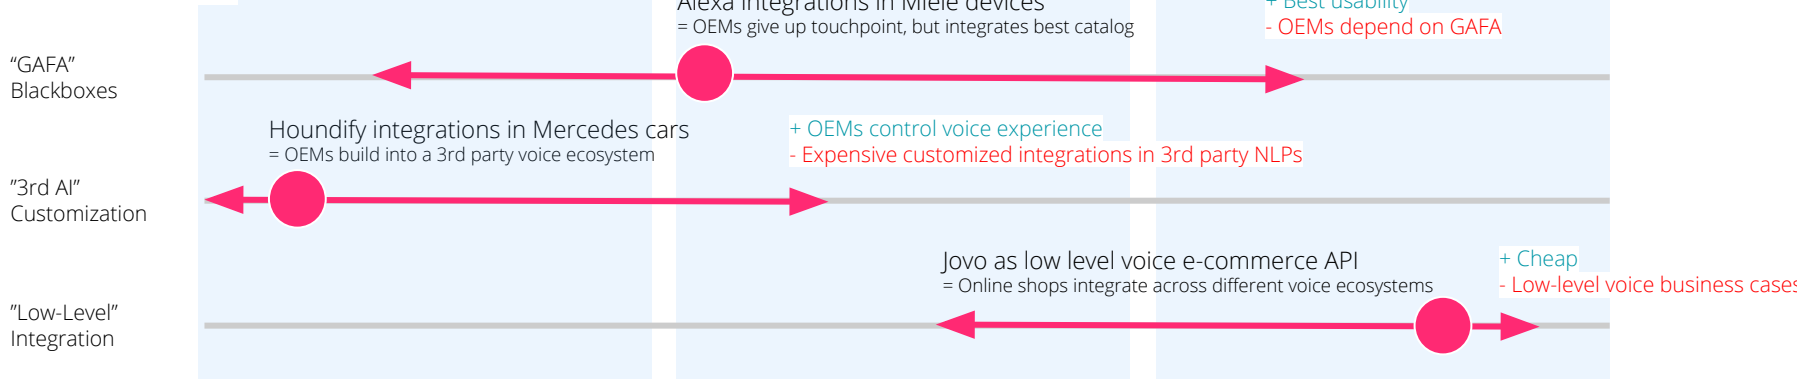 Alexa integrations in Miele devices
= OEMs give up touchpoint, but integrates best catalog
+ Best usability
- OEMs depend on GAFA
“GAFA”
Blackboxes
Houndify integrations in Mercedes cars
= OEMs build into a 3rd party voice ecosystem
+ OEMs control voice experience
- Expensive customized integrations in 3rd party NLPs
”3rd AI”
Customization
Jovo as low level voice e-commerce API
= Online shops integrate across different voice ecosystems
+ Cheap
- Low-level voice business cases
”Low-Level”
Integration